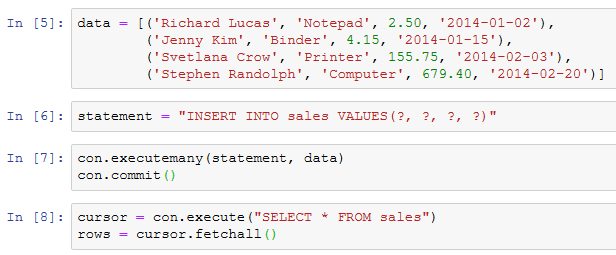 In [5]: data = [('Richard Lucas', 'Notepad', 2.50, '2014-01-02'),
('Jenny Kim', 'Binder', 4.15, '2014-01-15'),
('Svetlana Crow', 'Printer', 155.75, '2014-02-03'),
('Stephen Randolph', 'Computer', 679.40, '2014-02-20')]
In [6]: statement = "INSERT INTO sales VALUES(?, ?, ?, ?)"
In [7]: con.executemany(statement, data)
con.commit()
In [8]: cursor = con.execute("SELECT * FROM sales")
rows = cursor.fetchall()